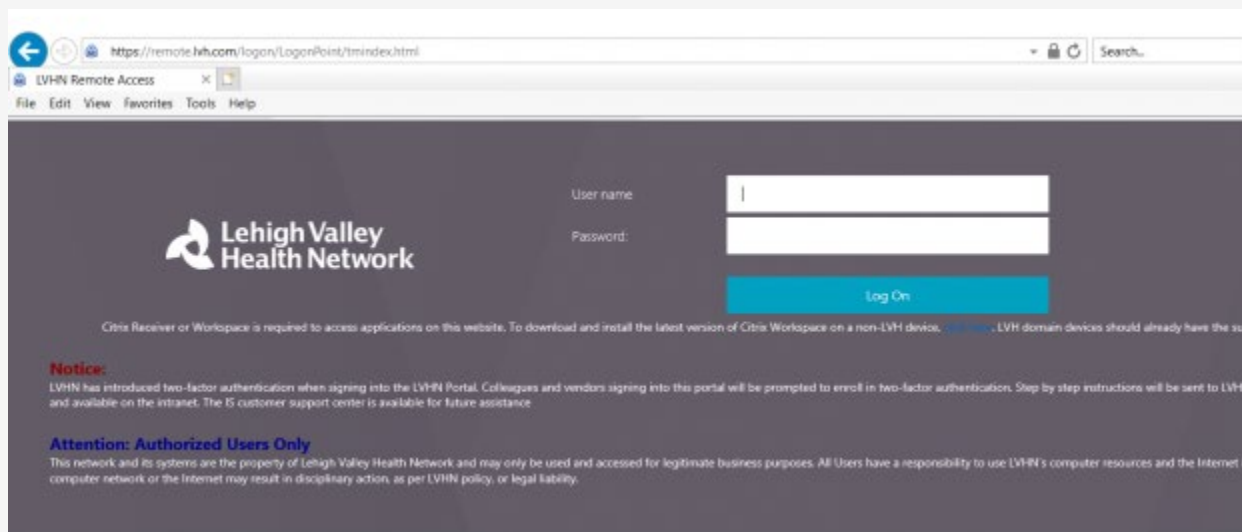 https://remote.lvh.com/logon/LogonPoint/tmindex.html
Search...
LVHN Remote Access
File Edit View Favorites Tools Help
User name
Lehigh Valley
Health Network
Password:
Log On
Citrix Receiver or Workspace is required to access applications on this website. To download and install the latest version of Citrix Workspace on a non-LVH device, click here. LVH domain devices should already have the su
Notice:
LVHN has introduced two-factor authentication when signing into the LVHN Portal. Colleagues and vendors signing into this portal will be prompted to enroll in two-factor authentication. Step by step instructions will be sent to LVH
and available on the intranet. The IS customer support center is available for future assistance
Attention: Authorized Users Only
This network and its systems are the property of Lehigh Valley Health Network and may only be used and accessed for legitimate business purposes. All Users have a responsibility to use LVHN's computer resources and the Internet
computer network or the Internet may result in disciplinary action, as per LVHN policy, or legal liability.